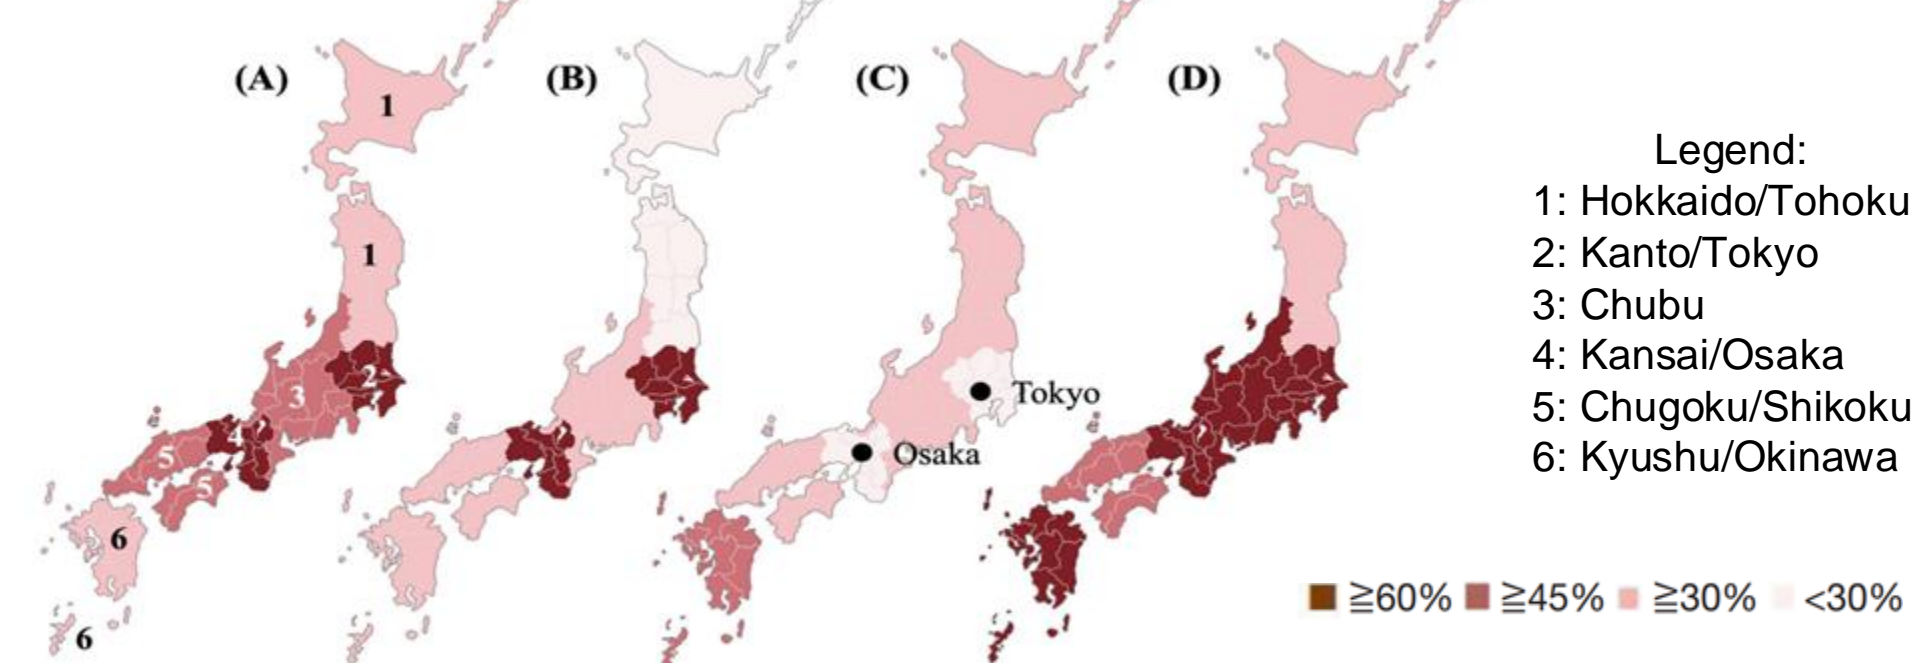 (A) (B) (C) (D)
1
Legend:
1: Hokkaido/Tohoku
1
2: Kanto/Tokyo
3: Chubu
2
4: Kansai/Osaka
3
Tokyo
5: Chugoku/Shikoku
4
5
Osaka
6: Kyushu/Okinawa
5
6
≧60% ≧45% ≧30% <30%
6